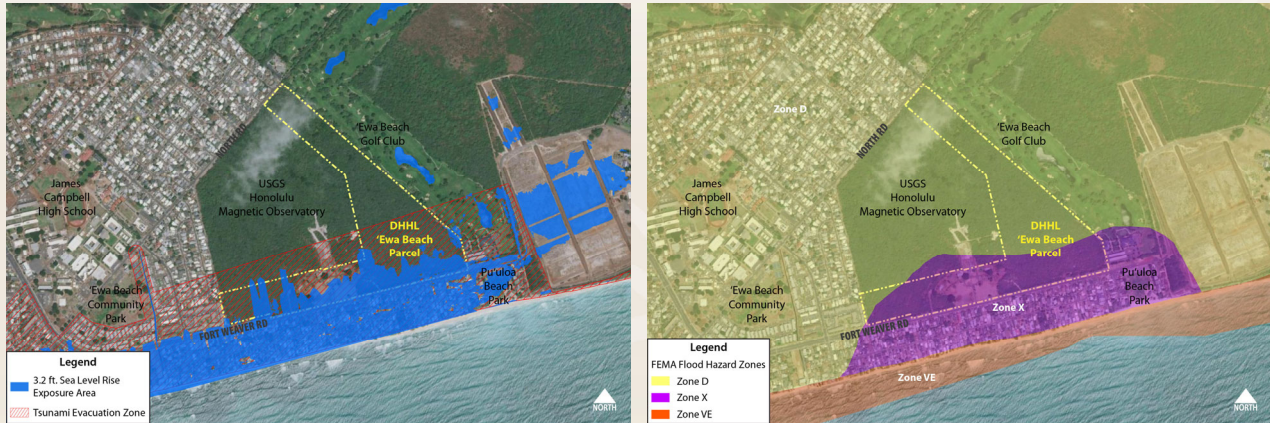 NORTH RD
'Ewa Beach
Golf Club
James
Campbell
High School
USGS
Honolulu
Magnetic Observatory
DHHL
'Ewa Beach
Parcel
'Ewa Beach
Community
Park
Pu'uloa
Beach
Park
FORT WEAVER RD
Legend
3.2 ft. Sea Level Rise
Exposure Area
Tsunami Evacuation Zone
NORTH
Zone D
NORTH RD
'Ewa Beach
Golf Club
James
Campbell
High School
USGS
Honolulu
Magnetic Observatory
DHHL
'Ewa Beach
Parcel
'Ewa Beach
Community
Park
Pu'uloa
Beach
Park
Zone X
FORT WEAVER RD
Zone VE
Legend
FEMA Flood Hazard Zones
Zone D
Zone X
Zone VE
NORTH